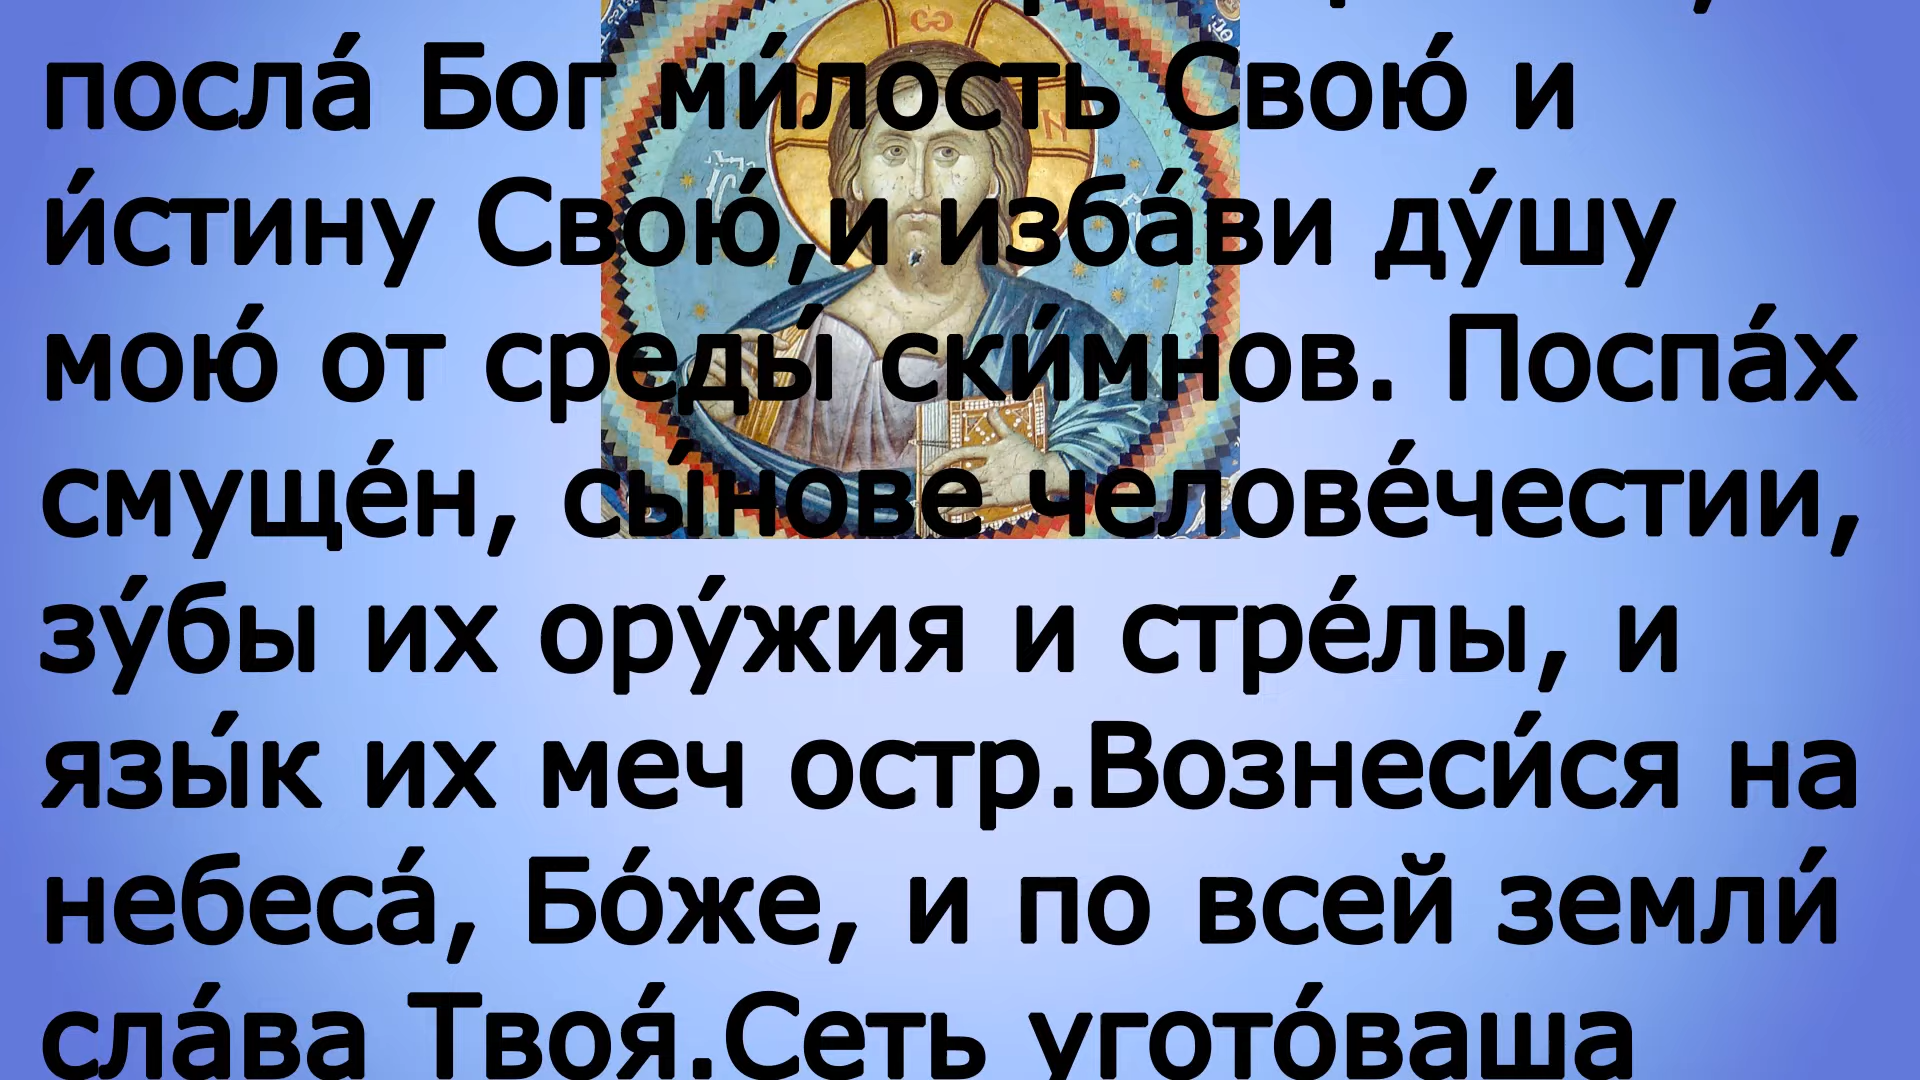 посла́ Бог ми́лость Свою́ и
и́стину Свою́,и изба́ви ду́шу
мою́ от среды́ ски́мнов. Поспа́х
смуще́н, сы́нове челове́честии,
зу́бы их ору́жия и стре́лы, и
язы́к их меч остр.Вознеси́ся на
небеса́, Бо́же, и по всей земли́
сла́ва Твоя́.Сеть угото́ваша